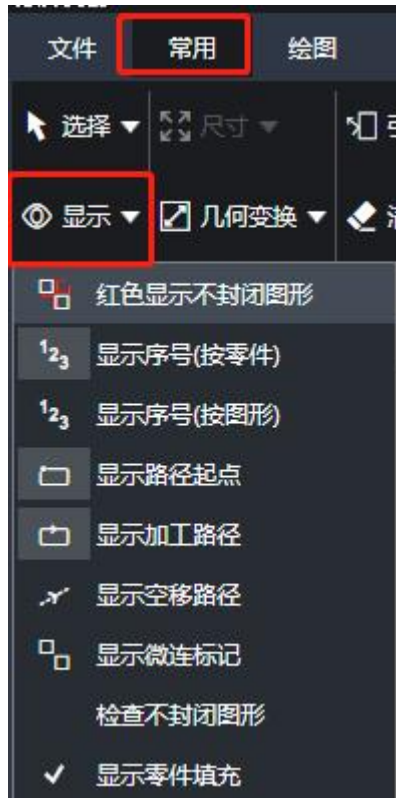 文件 常用 绘图
选择 尺寸
显示 几何变换
红色显示不封闭图形
123 显示序号(按零件)
123 显示序号(按图形)
显示路径起点
显示加工路径
显示空移路径
显示微连标记
检查不封闭图形
显示零件填充